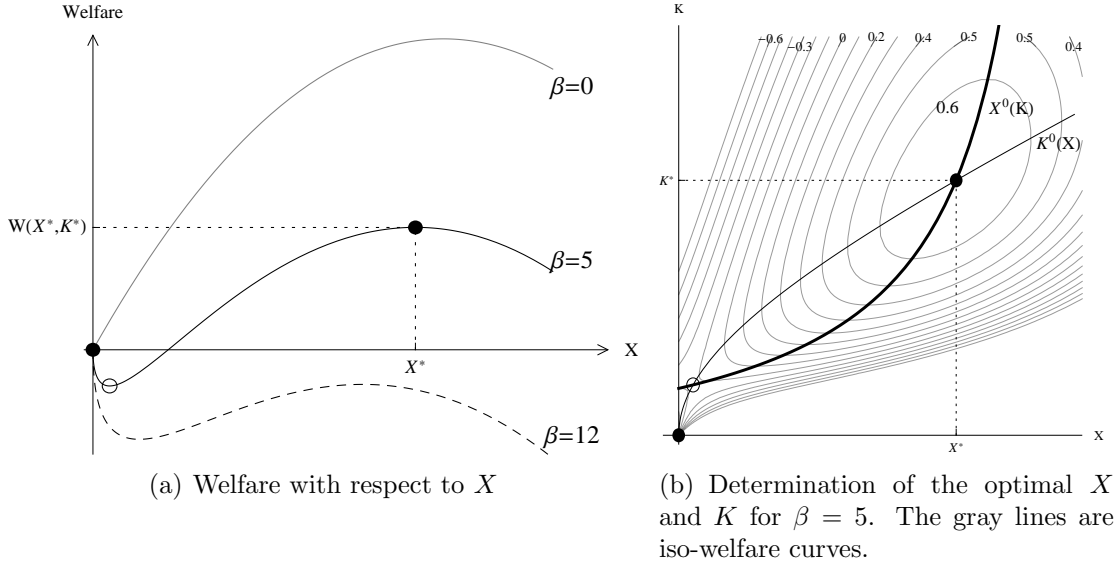 Welfare
β=0
W(X*,K*)
β=5
X
X*
β=12
(a) Welfare with respect to X
K
-0.6
-0.3
0
0.2
0.4
0.5
0.5
0.4
0.6
X⁰(K)
K⁰(X)
K*
X
X*
(b) Determination of the optimal X
and K for β = 5. The gray lines are
iso-welfare curves.